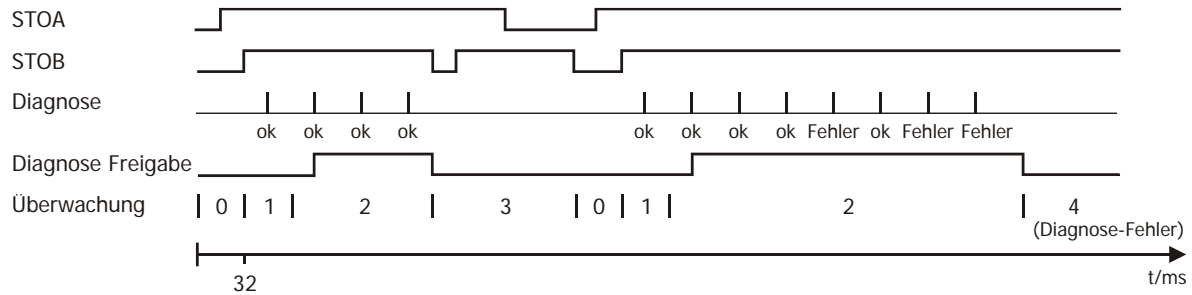 STOA
STOB
Diagnose
ok ok ok ok ok ok ok ok Fehler ok Fehler Fehler
Diagnose Freigabe
Überwachung 0 1 2 3 0 1 2 4
(Diagnose-Fehler)
32
t/ms